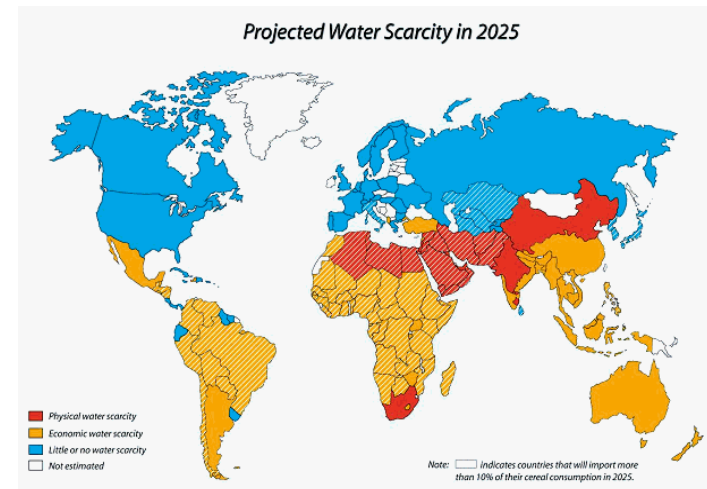 Projected Water Scarcity in 2025
Physical water scarcity
Economic water scarcity
Little or no water scarcity
Not estimated
Note: indicates countries that will import more
than 10% of their cereal consumption in 2025.